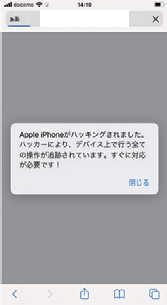 docomo
14:10
ぁあ
Apple iPhoneがハッキングされました。
ハッカーにより、デバイス上で行う全て
の操作が追跡されています。すぐに対応
が必要です！
閉じる